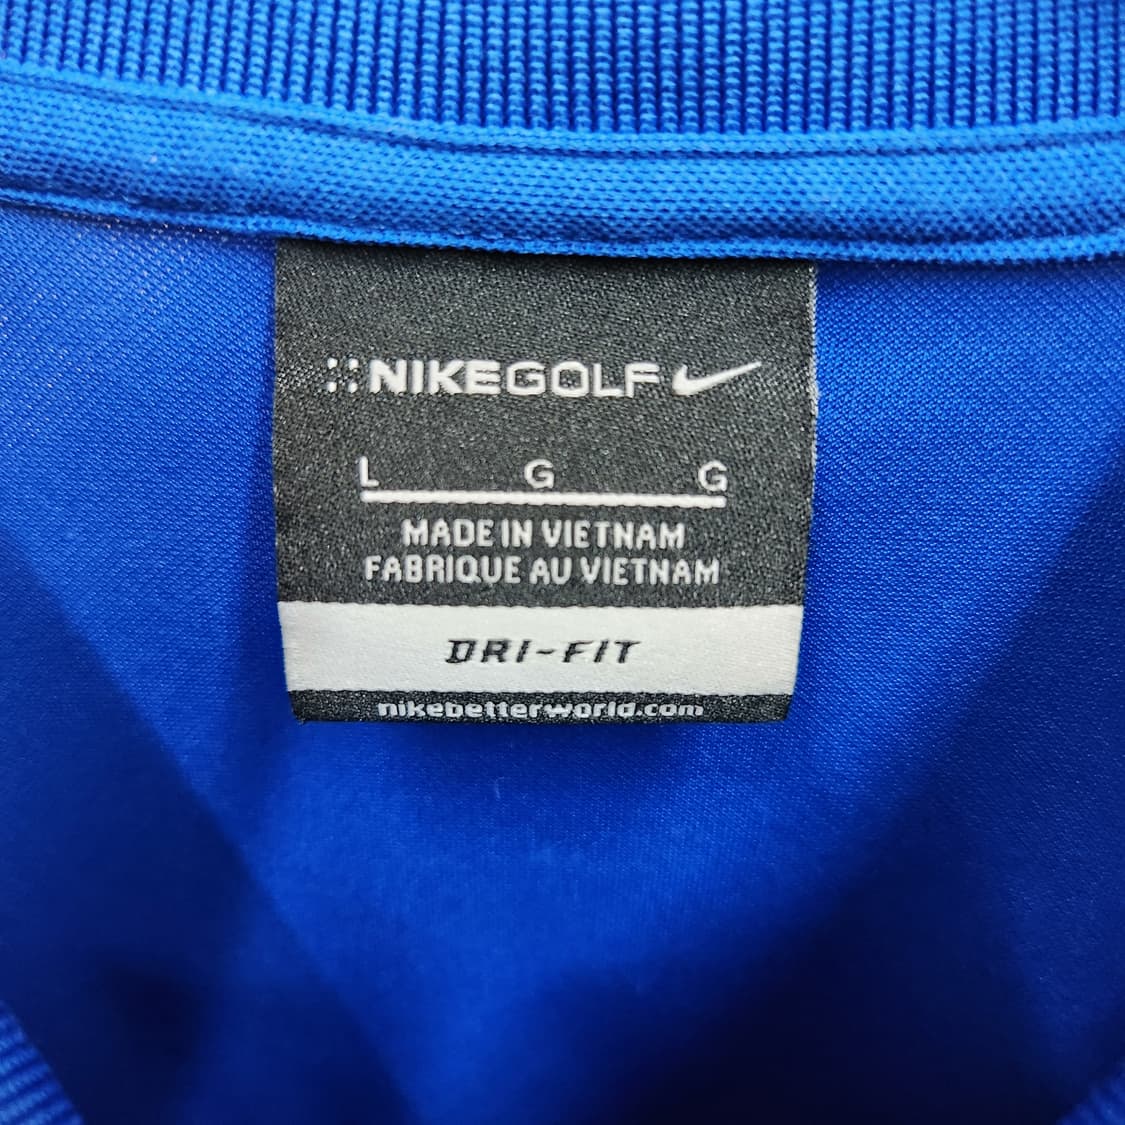 NIKEGOLF
L G G
MADE IN VIETNAM
FABRIQUE AU VIETNAM
DRI-FIT
nikebetterworld.com